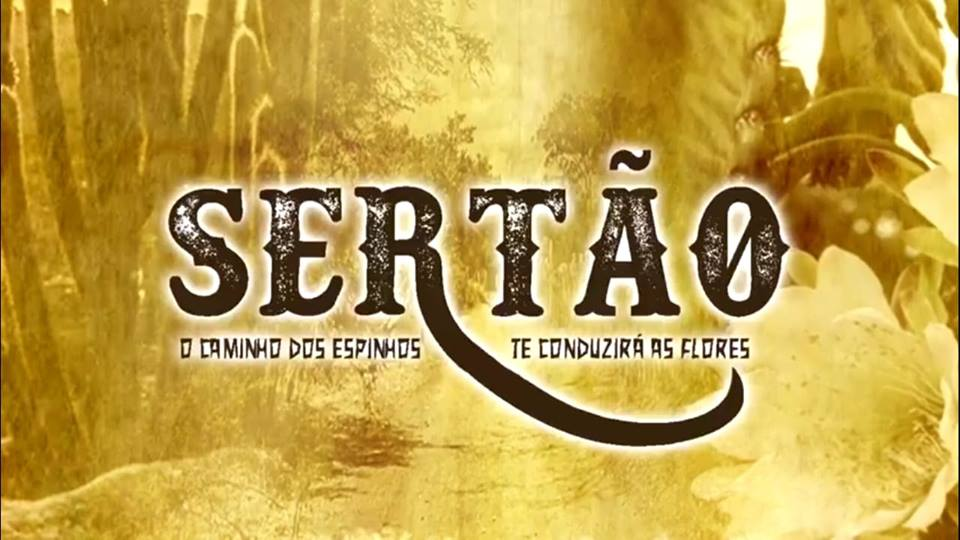 SERTÃO
O CAMINHO DOS ESPINHOS TE CONDUZIRÁ AS FLORES